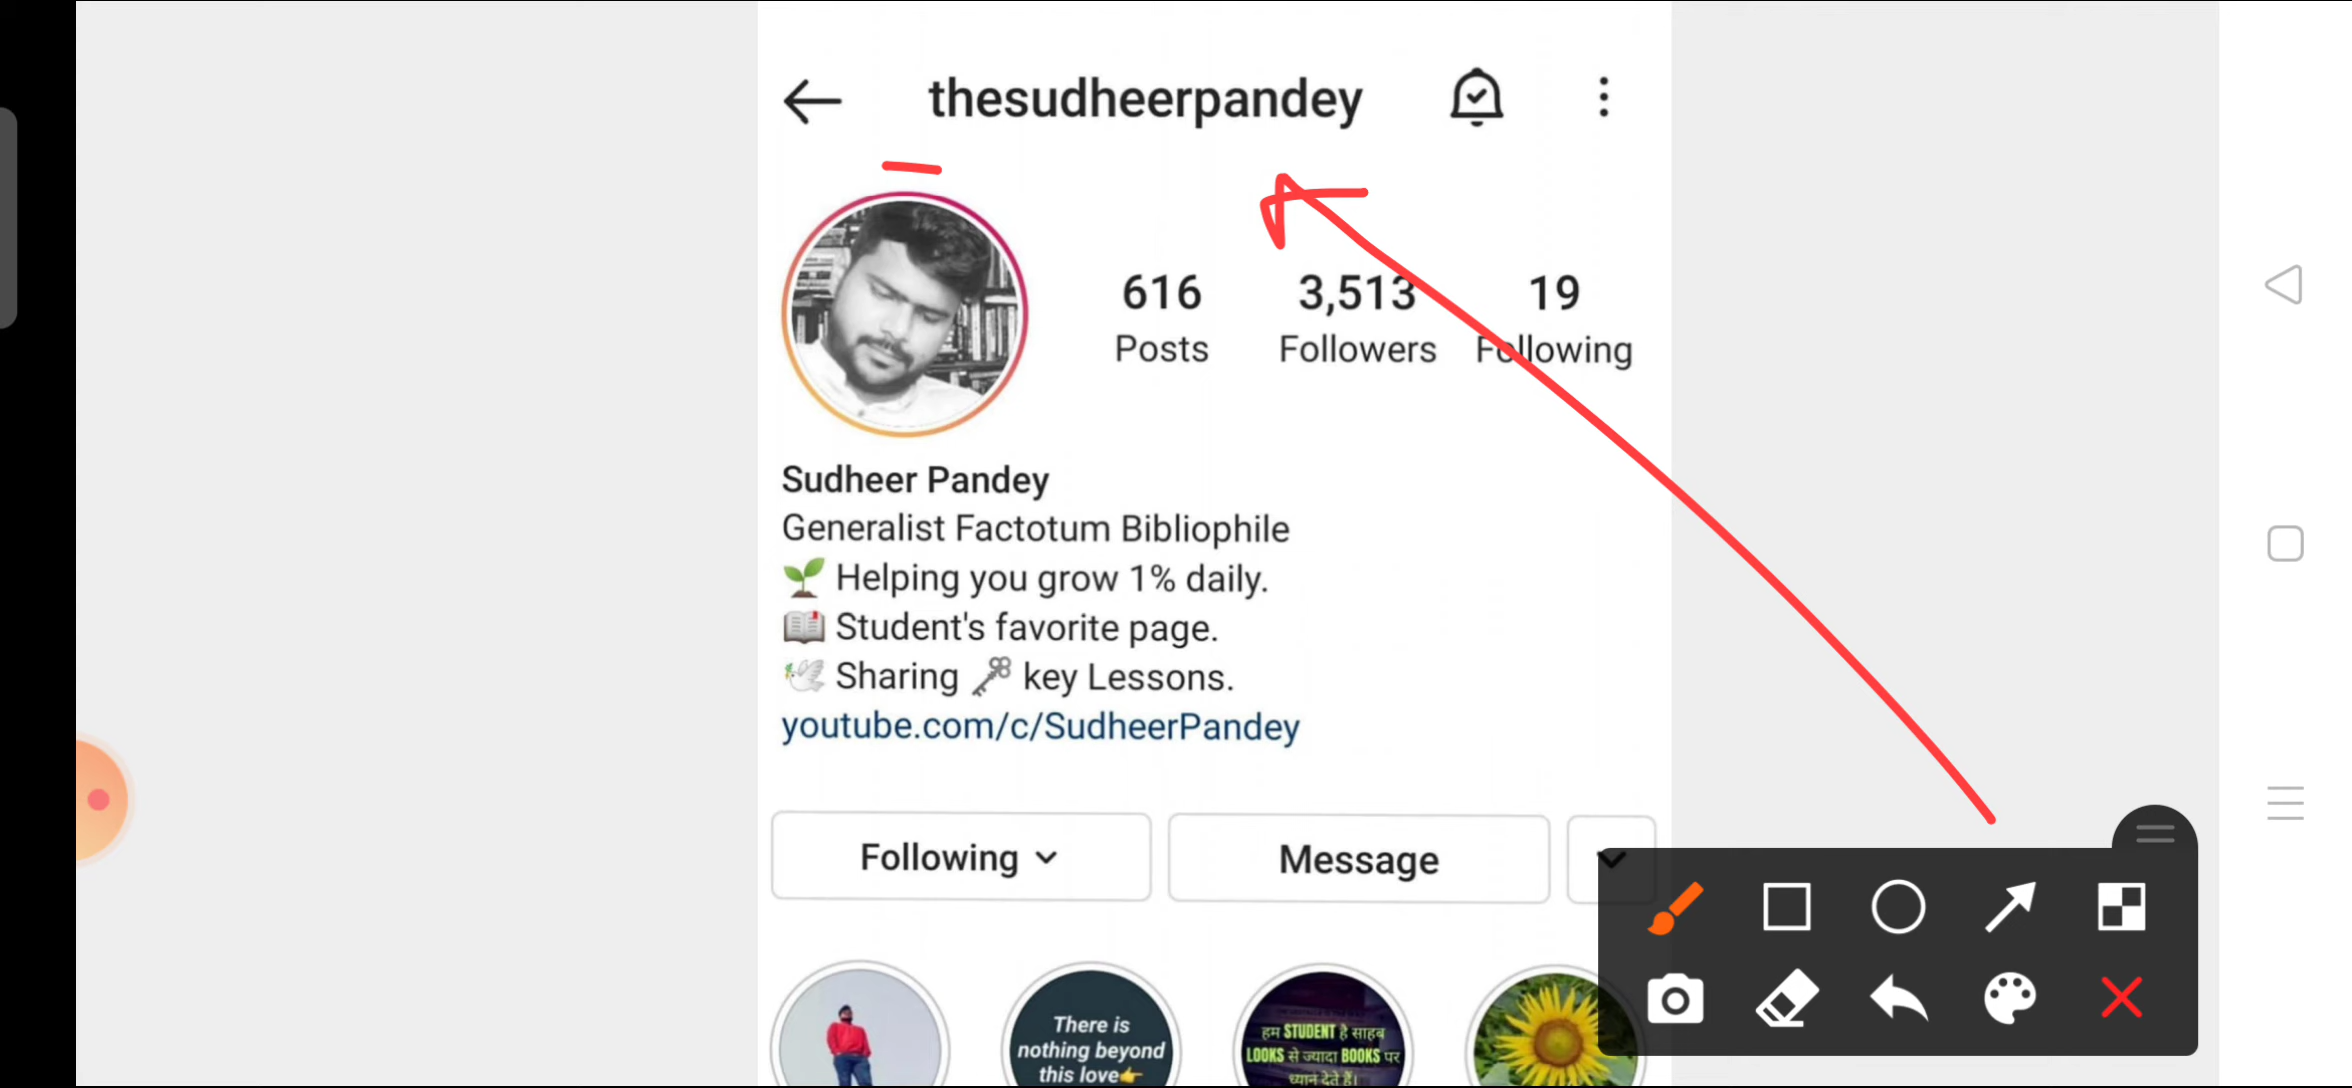 thesudheerpandey
616 3,513 19
Posts Followers Following
Sudheer Pandey
Generalist Factotum Bibliophile
🌱 Helping you grow 1% daily.
📖 Student's favorite page.
🕊️ Sharing 🗝️ key Lessons.
youtube.com/c/SudheerPandey
Following Message
There is
nothing beyond
this love👉
हम STUDENT है साहब
LOOKS से ज्यादा BOOKS पर
ध्यान देते हैं।